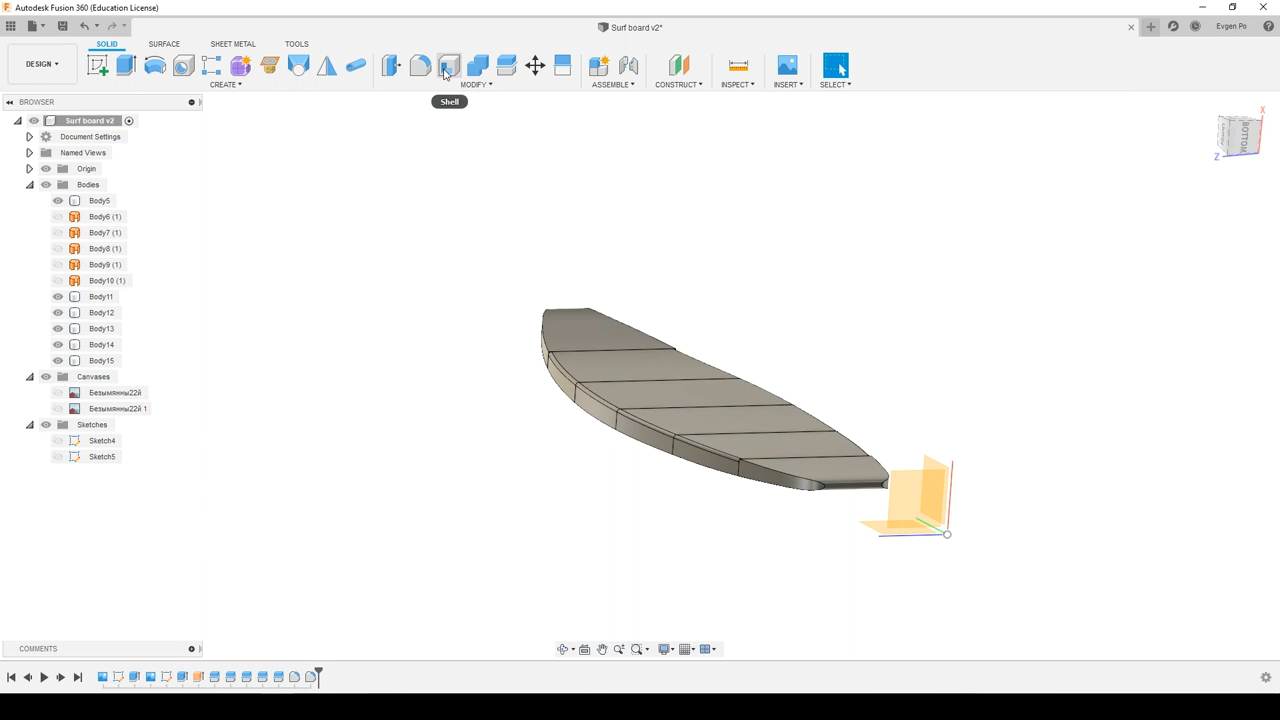 Autodesk Fusion 360 (Education License)
Surf board v2*
Evgen Po
DESIGN
SOLID
SURFACE
SHEET METAL
TOOLS
CREATE
MODIFY
ASSEMBLE
CONSTRUCT
INSPECT
INSERT
SELECT
Shell
BROWSER
Surf board v2
Document Settings
Named Views
Origin
Bodies
Body5
Body6 (1)
Body7 (1)
Body8 (1)
Body9 (1)
Body10 (1)
Body11
Body12
Body13
Body14
Body15
Canvases
Безымянны22й
Безымянны22й 1
Sketches
Sketch4
Sketch5
X
BOTTOM
Z
COMMENTS